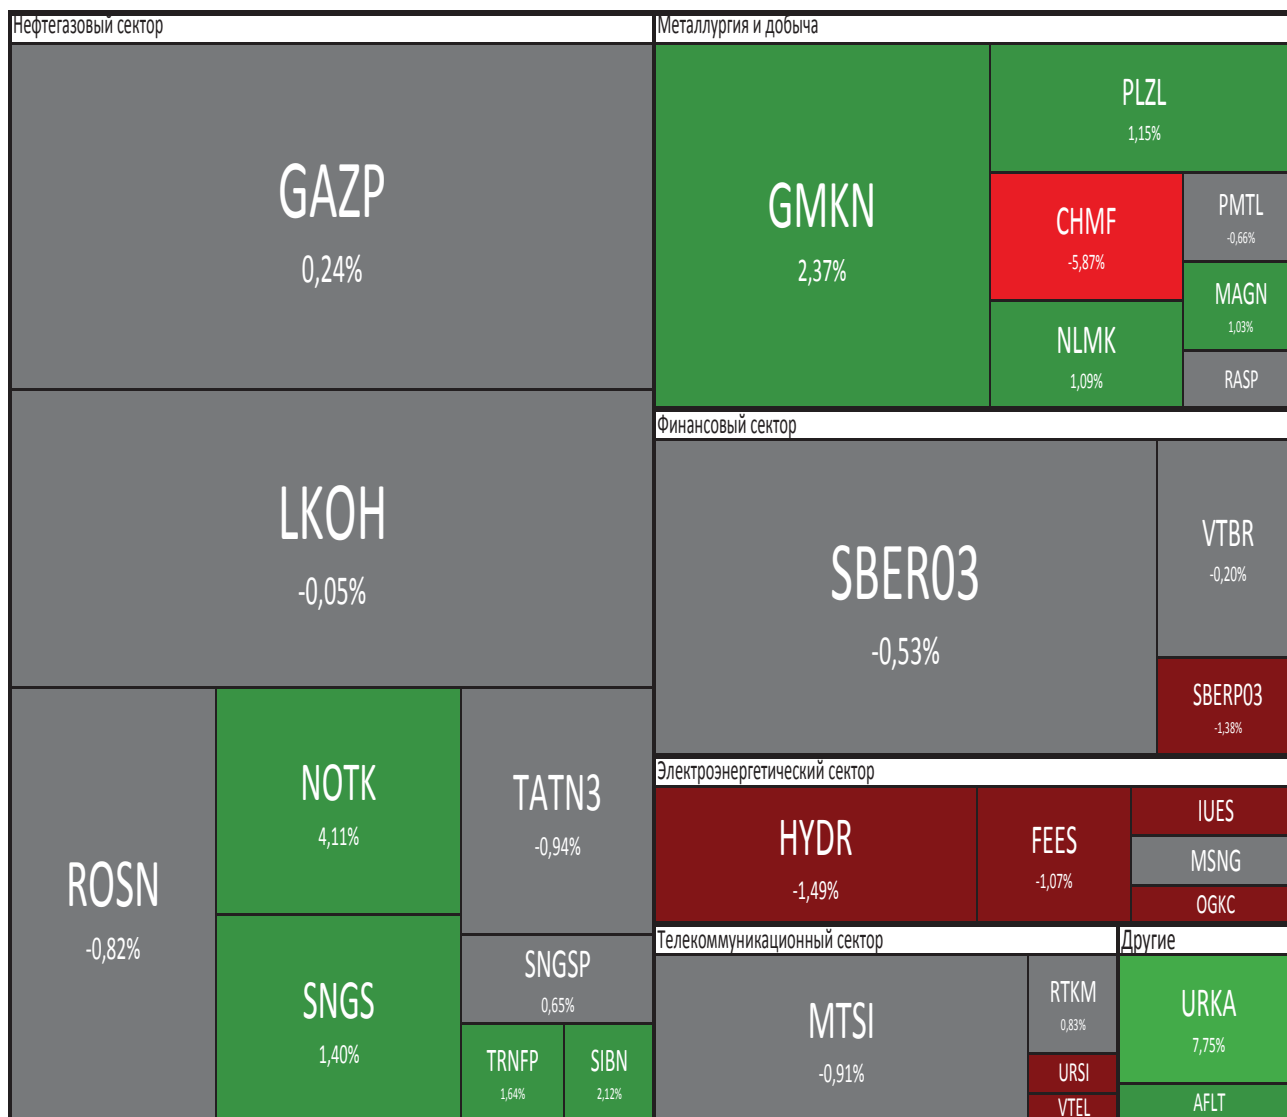 Нефтегазовый сектор
GAZP
0,24%
LKOH
-0,05%
ROSN
-0,82%
NOTK
4,11%
SNGS
1,40%
TATN3
-0,94%
SNGSP
0,65%
TRNFP
1,64%
SIBN
2,12%
Металлургия и добыча
GMKN
2,37%
PLZL
1,15%
CHMF
-5,87%
NLMK
1,09%
PMTL
-0,66%
MAGN
1,03%
RASP
Финансовый сектор
SBER03
-0,53%
VTBR
-0,20%
SBERP03
-1,38%
Электроэнергетический сектор
HYDR
-1,49%
FEES
-1,07%
IUES
MSNG
OGKC
Телекоммуникационный сектор
MTSI
-0,91%
RTKM
0,83%
URSI
VTEL
Другие
URKA
7,75%
AFLT